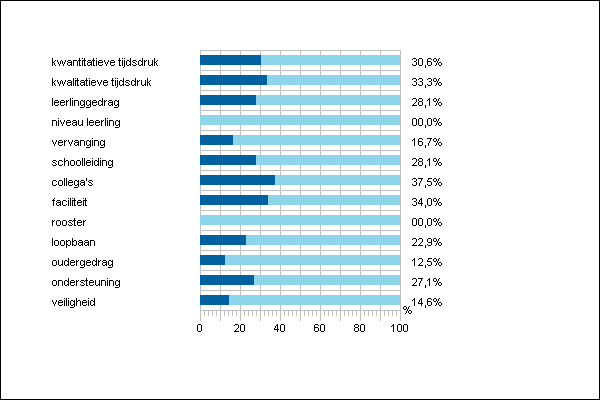 kwantitatieve tijdsdruk 30,6%
kwalitatieve tijdsdruk 33,3%
leerlinggedrag 28,1%
niveau leerling 00,0%
vervanging 16,7%
schoolleiding 28,1%
collega's 37,5%
faciliteit 34,0%
rooster 00,0%
loopbaan 22,9%
oudergedrag 12,5%
ondersteuning 27,1%
veiligheid 14,6%
%
0 20 40 60 80 100